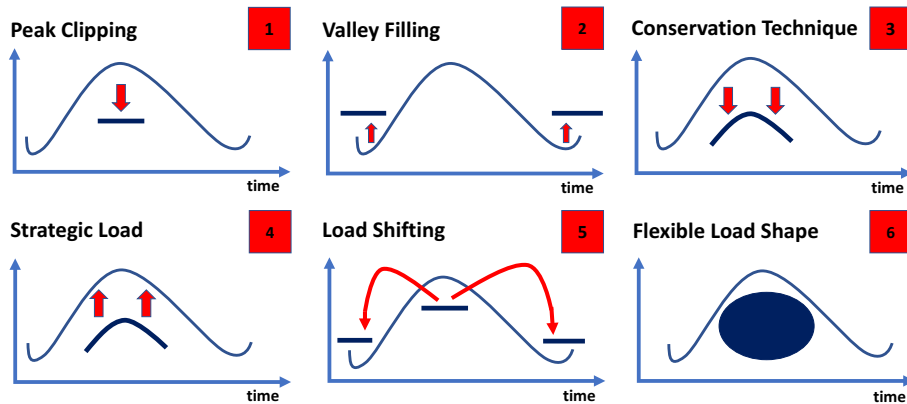 Peak Clipping
1
Valley Filling
2
Conservation Technique
3
time
time
time
Strategic Load
4
Load Shifting
5
Flexible Load Shape
6
time
time
time